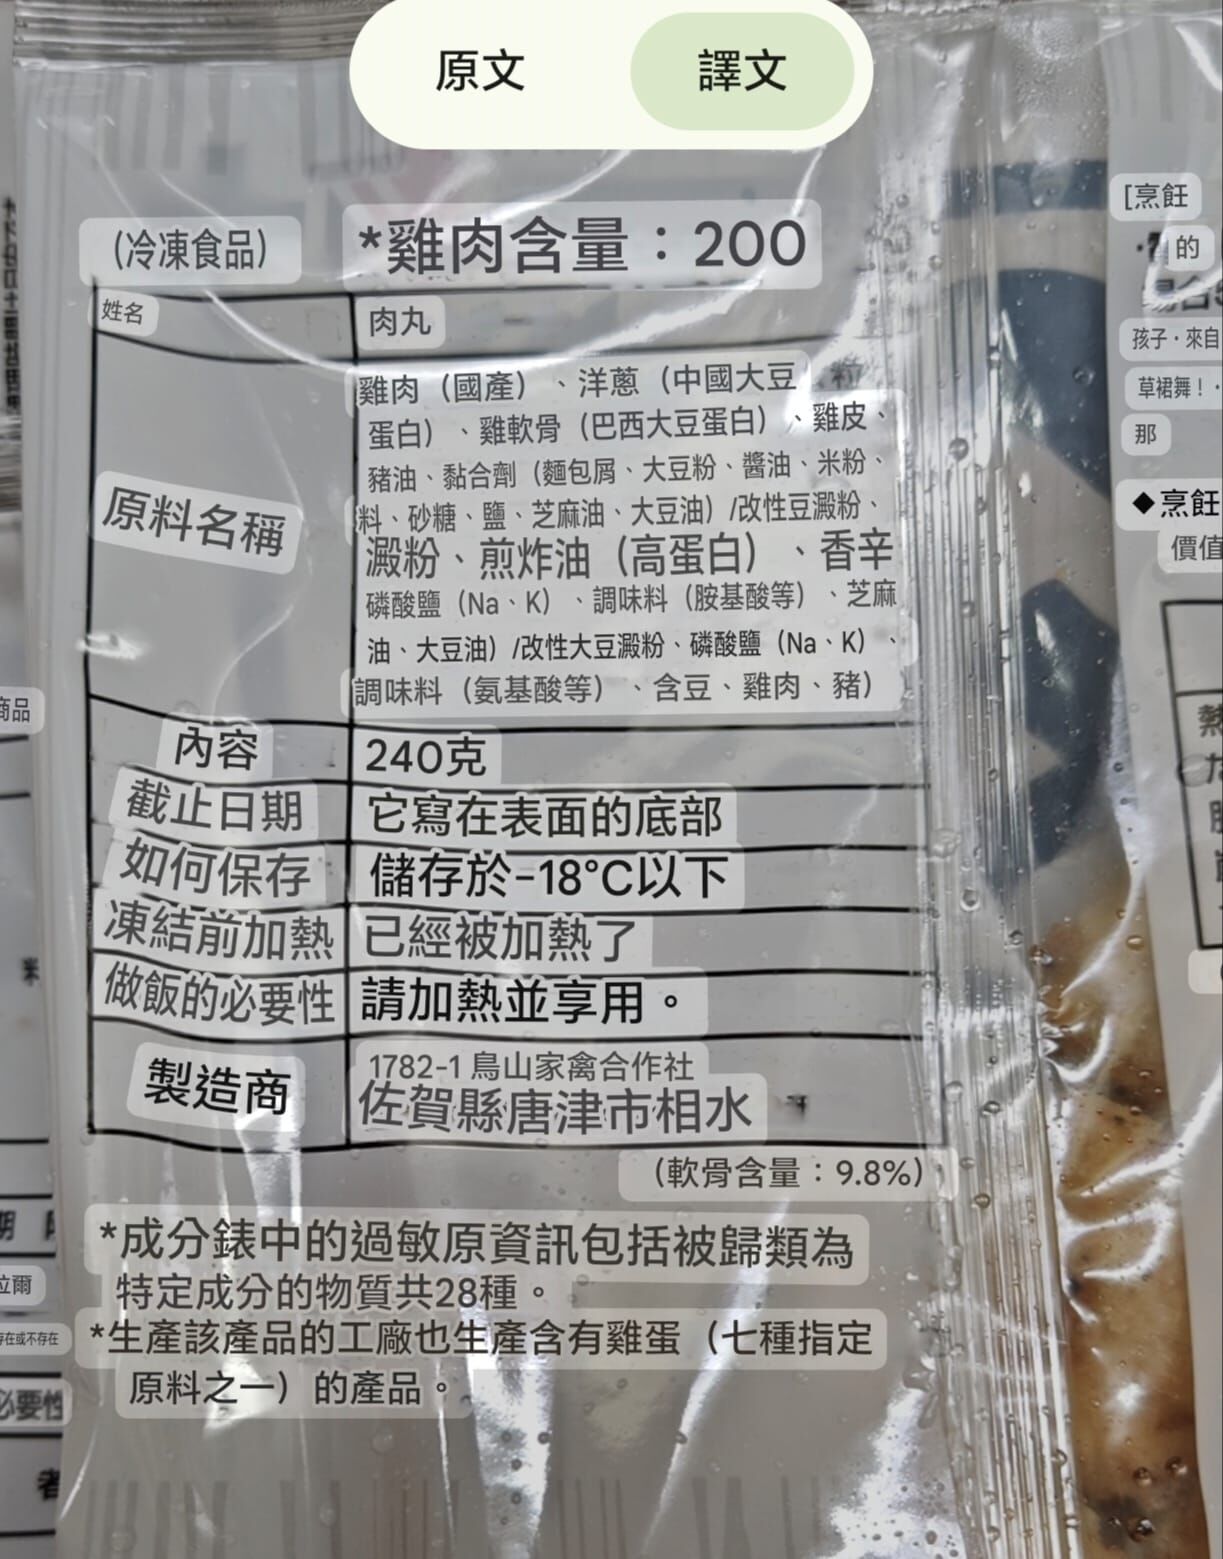 原文
譯文
(冷凍食品)
*雞肉含量：200
姓名
肉丸
原料名稱
雞肉（國產）、洋蔥（中國大豆
蛋白）、雞軟骨（巴西大豆蛋白）、雞皮、
豬油、黏合劑（麵包屑、大豆粉、醬油、米粉、
料、砂糖、鹽、芝麻油、大豆油）/改性豆澱粉、
澱粉、煎炸油（高蛋白）、香辛
磷酸鹽（Na、K）、調味料（胺基酸等）、芝麻
油、大豆油）/改性大豆澱粉、磷酸鹽（Na、K）、
調味料（氨基酸等）、含豆、雞肉、豬）
內容
240克
截止日期
它寫在表面的底部
如何保存
儲存於-18°C以下
凍結前加熱
已經被加熱了
做飯的必要性
請加熱並享用。
製造商
1782-1 鳥山家禽合作社
佐賀縣唐津市相水
（軟骨含量：9.8%）
*成分錶中的過敏原資訊包括被歸類為
特定成分的物質共28種。
*生產該產品的工廠也生產含有雞蛋（七種指定
原料之一）的產品。
[烹飪
的
孩子·來自
草裙舞！·
那
◆烹飪
價值
商品
拉爾
存在或不存在
必要性